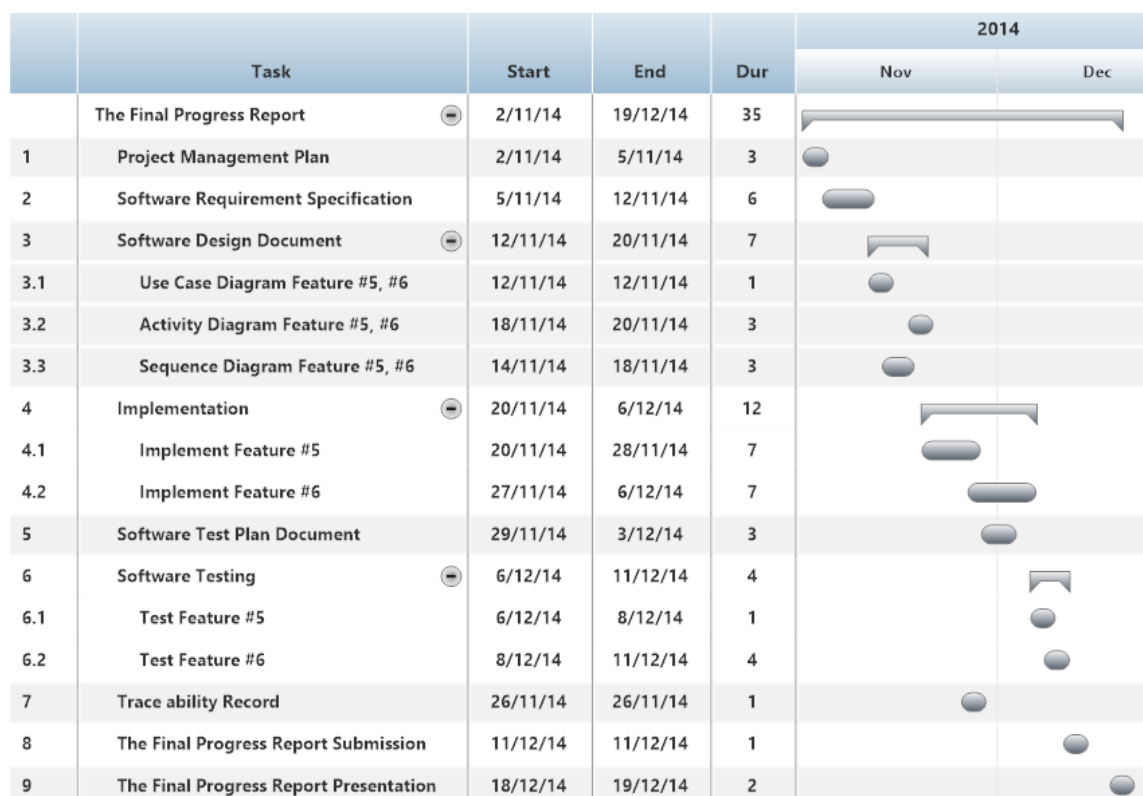 2014
Task Start End Dur Nov Dec
The Final Progress Report 2/11/14 19/12/14 35
1 Project Management Plan 2/11/14 5/11/14 3
2 Software Requirement Specification 5/11/14 12/11/14 6
3 Software Design Document 12/11/14 20/11/14 7
3.1 Use Case Diagram Feature #5, #6 12/11/14 12/11/14 1
3.2 Activity Diagram Feature #5, #6 18/11/14 20/11/14 3
3.3 Sequence Diagram Feature #5, #6 14/11/14 18/11/14 3
4 Implementation 20/11/14 6/12/14 12
4.1 Implement Feature #5 20/11/14 28/11/14 7
4.2 Implement Feature #6 27/11/14 6/12/14 7
5 Software Test Plan Document 29/11/14 3/12/14 3
6 Software Testing 6/12/14 11/12/14 4
6.1 Test Feature #5 6/12/14 8/12/14 1
6.2 Test Feature #6 8/12/14 11/12/14 4
7 Trace ability Record 26/11/14 26/11/14 1
8 The Final Progress Report Submission 11/12/14 11/12/14 1
9 The Final Progress Report Presentation 18/12/14 19/12/14 2